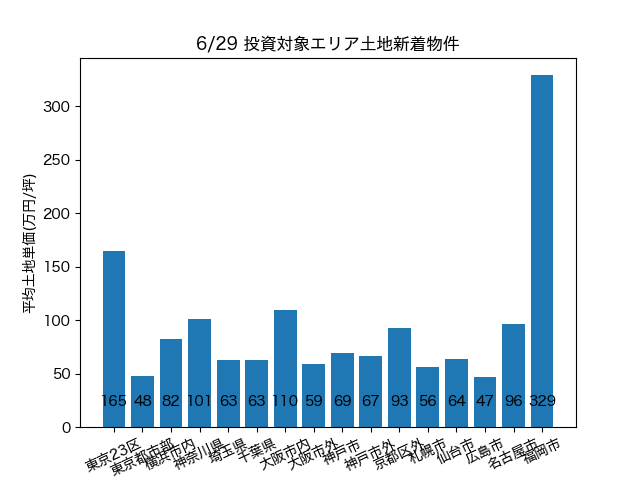 6/29 投資対象エリア土地新着物件
平均土地単価(万円/坪)
300
250
200
150
100
50
0
165 48 82 101 63 63 110 59 69 67 93 56 64 47 96 329
東京23区 東京都市部 横浜市内 神奈川県 埼玉県 千葉県 大阪市内 大阪市外 神戸市 神戸市外 京都区外 札幌市 仙台市 広島市 名古屋市 福岡市